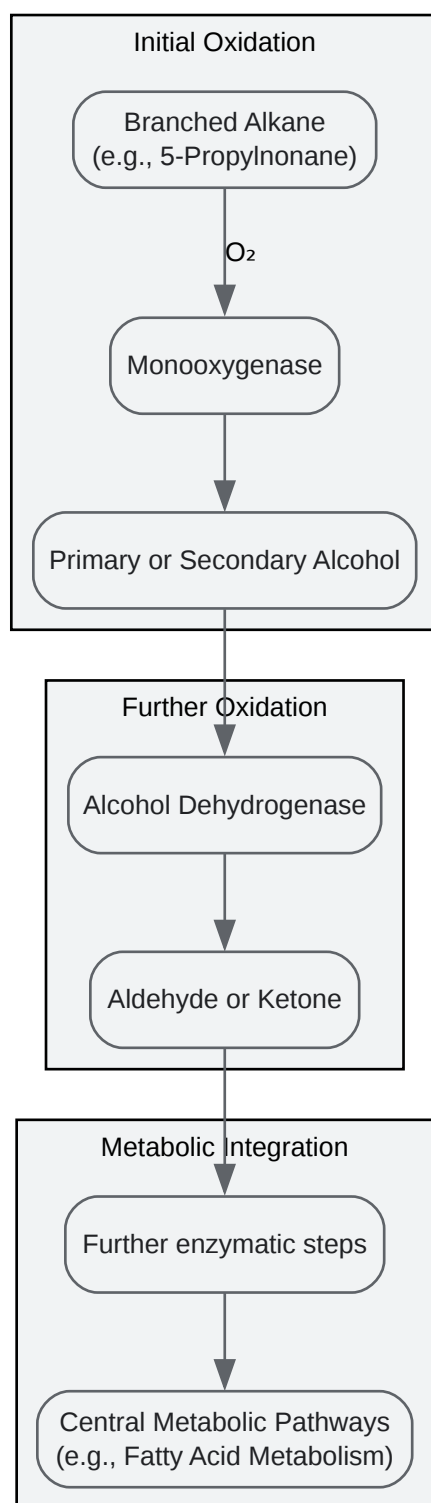 Initial Oxidation
Branched Alkane
(e.g., 5-Propylnonane)
O₂
Monooxygenase
Primary or Secondary Alcohol
Further Oxidation
Alcohol Dehydrogenase
Aldehyde or Ketone
Metabolic Integration
Further enzymatic steps
Central Metabolic Pathways
(e.g., Fatty Acid Metabolism)